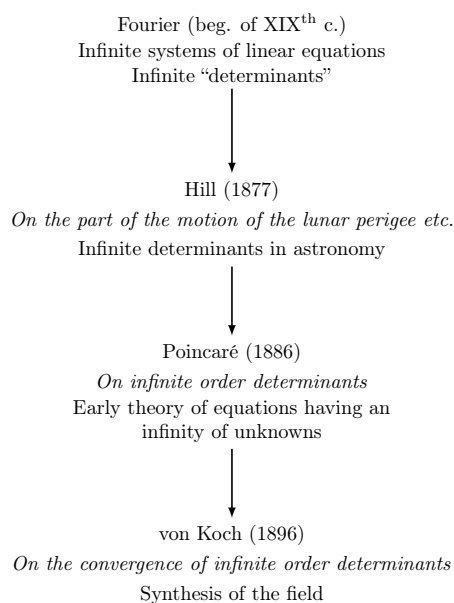 Fourier (beg. of XIXth c.)
Infinite systems of linear equations
Infinite “determinants”
Hill (1877)
On the part of the motion of the lunar perigee etc.
Infinite determinants in astronomy
Poincaré (1886)
On infinite order determinants
Early theory of equations having an
infinity of unknowns
von Koch (1896)
On the convergence of infinite order determinants
Synthesis of the field